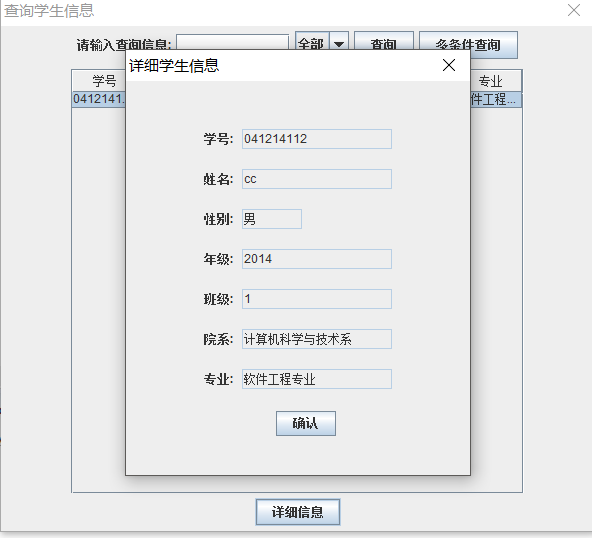 查询学生信息
请输入查询信息: 全部 查询 多条件查询
学号 专业
0412141. 件工程...
详细学生信息
学号: 041214112
姓名: cc
性别: 男
年级: 2014
班级: 1
院系: 计算机科学与技术系
专业: 软件工程专业
确认
详细信息